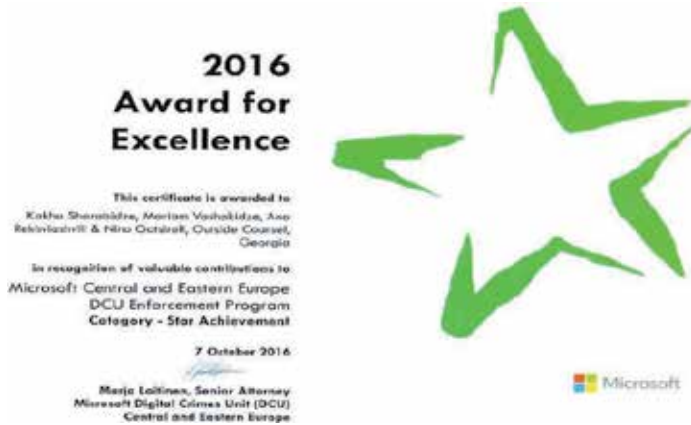 2016
Award for
Excellence
This certificate is awarded to
Kakha Sharabidze, Mariam Vashakidze, Ana
& Nino Outside Counsel,
Georgia
in recognition of valuable contributions to
Microsoft Central and Eastern Europe
DCU Enforcement Program
Category - Star Achievement
7 October 2016
Marja Laitinen, Senior Attorney
Microsoft Digital Crimes Unit (DCU)
Central and Eastern Europe
Microsoft